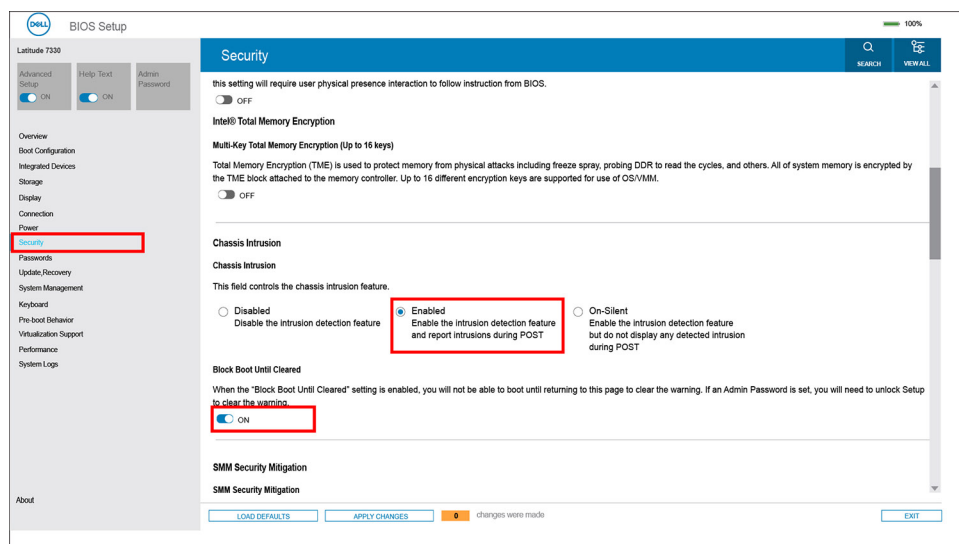 DELL
BIOS Setup
100%
Latitude 7330
Advanced
Setup
ON
Help Text
ON
Admin
Password
Overview
Boot Configuration
Integrated Devices
Storage
Display
Connection
Power
Security
Passwords
Update,Recovery
System Management
Keyboard
Pre-boot Behavior
Virtualization Support
Performance
System Logs
About
Security
SEARCH
VIEW ALL
this setting will require user physical presence interaction to follow instruction from BIOS.
OFF
Intel® Total Memory Encryption
Multi-Key Total Memory Encryption (Up to 16 keys)
Total Memory Encryption (TME) is used to protect memory from physical attacks including freeze spray, probing DDR to read the cycles, and others. All of system memory is encrypted by
the TME block attached to the memory controller. Up to 16 different encryption keys are supported for use of OS/VMM.
OFF
Chassis Intrusion
Chassis Intrusion
This field controls the chassis intrusion feature.
Disabled
Disable the intrusion detection feature
Enabled
Enable the intrusion detection feature
and report intrusions during POST
On-Silent
Enable the intrusion detection feature
but do not display any detected intrusion
during POST
Block Boot Until Cleared
When the "Block Boot Until Cleared" setting is enabled, you will not be able to boot until returning to this page to clear the warning. If an Admin Password is set, you will need to unlock Setup
to clear the warning.
ON
SMM Security Mitigation
SMM Security Mitigation
LOAD DEFAULTS
APPLY CHANGES
0
changes were made
EXIT